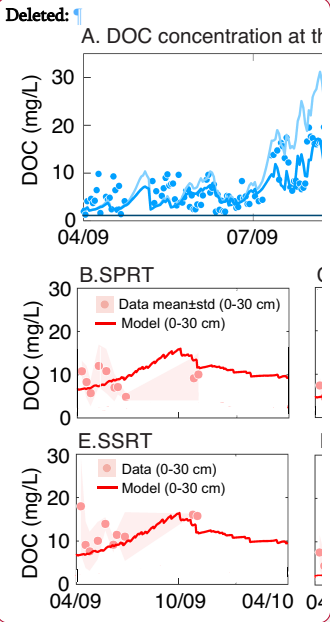 Deleted: ¶
A. DOC concentration at th
DOC (mg/L)
30
20
10
0
04/09 07/09
B.SPRT
DOC (mg/L)
30
20
10
0
Data mean±std (0-30 cm)
Model (0-30 cm)
E.SSRT
DOC (mg/L)
30
20
10
0
Data (0-30 cm)
Model (0-30 cm)
04/09 10/09 04/10 04